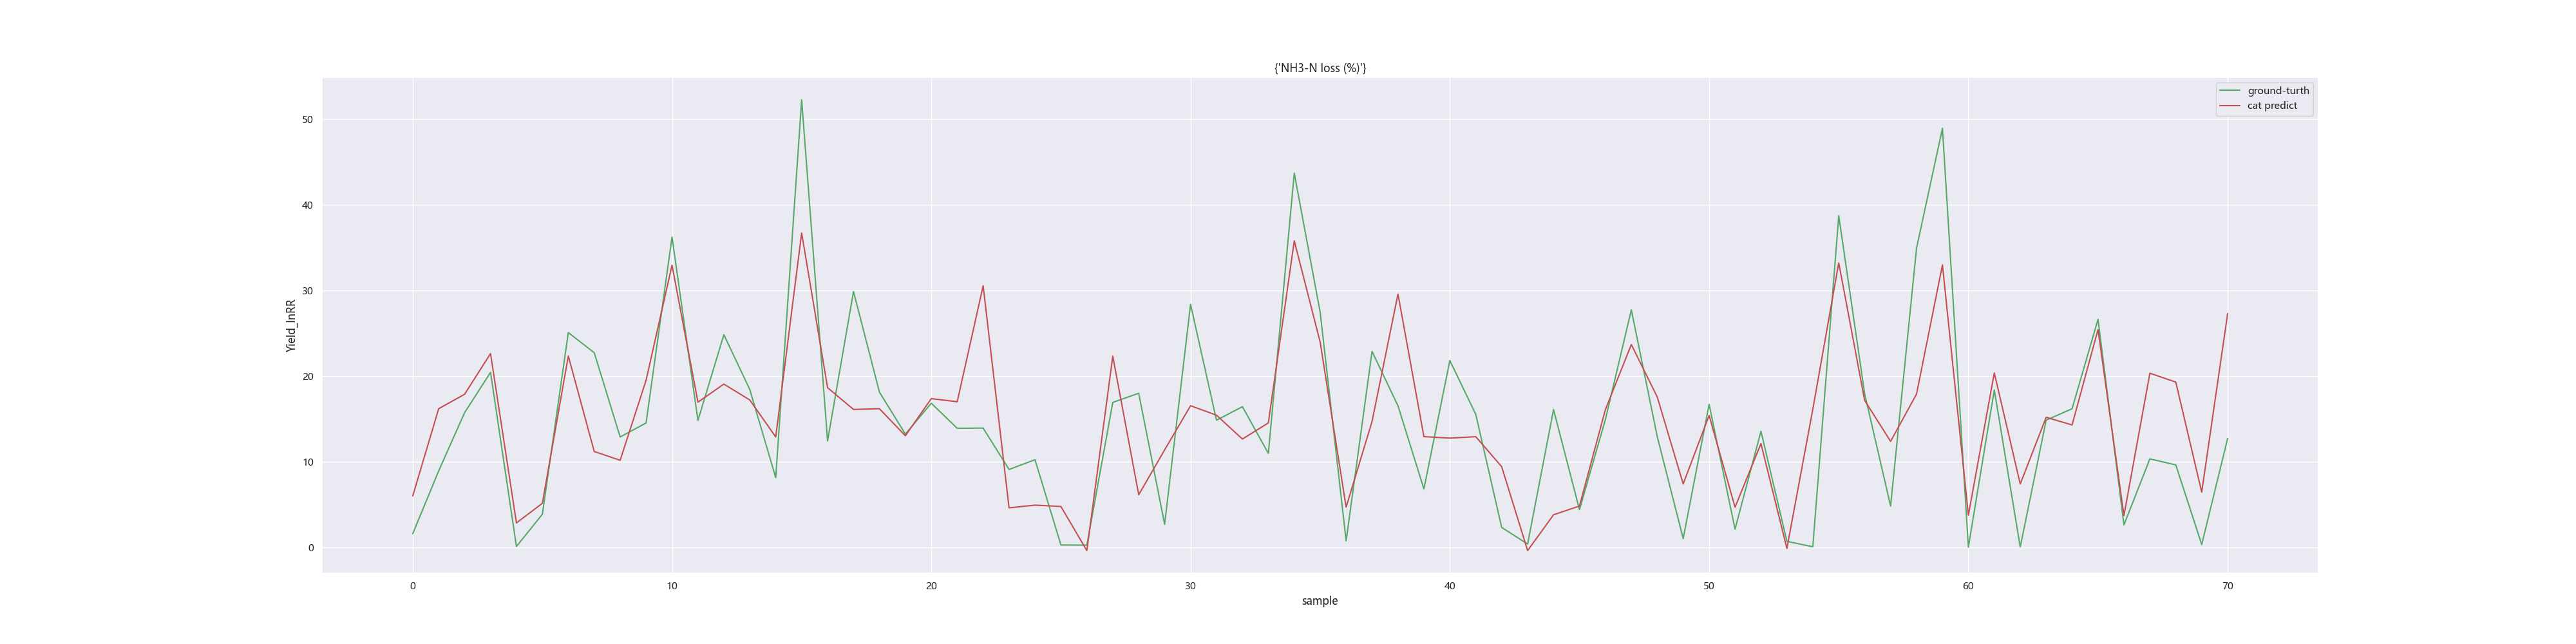 {'NH3-N loss (%)'}
ground-turth
cat predict
Yield_lnRR
50
40
30
20
10
0
0 10 20 30 40 50 60 70
sample